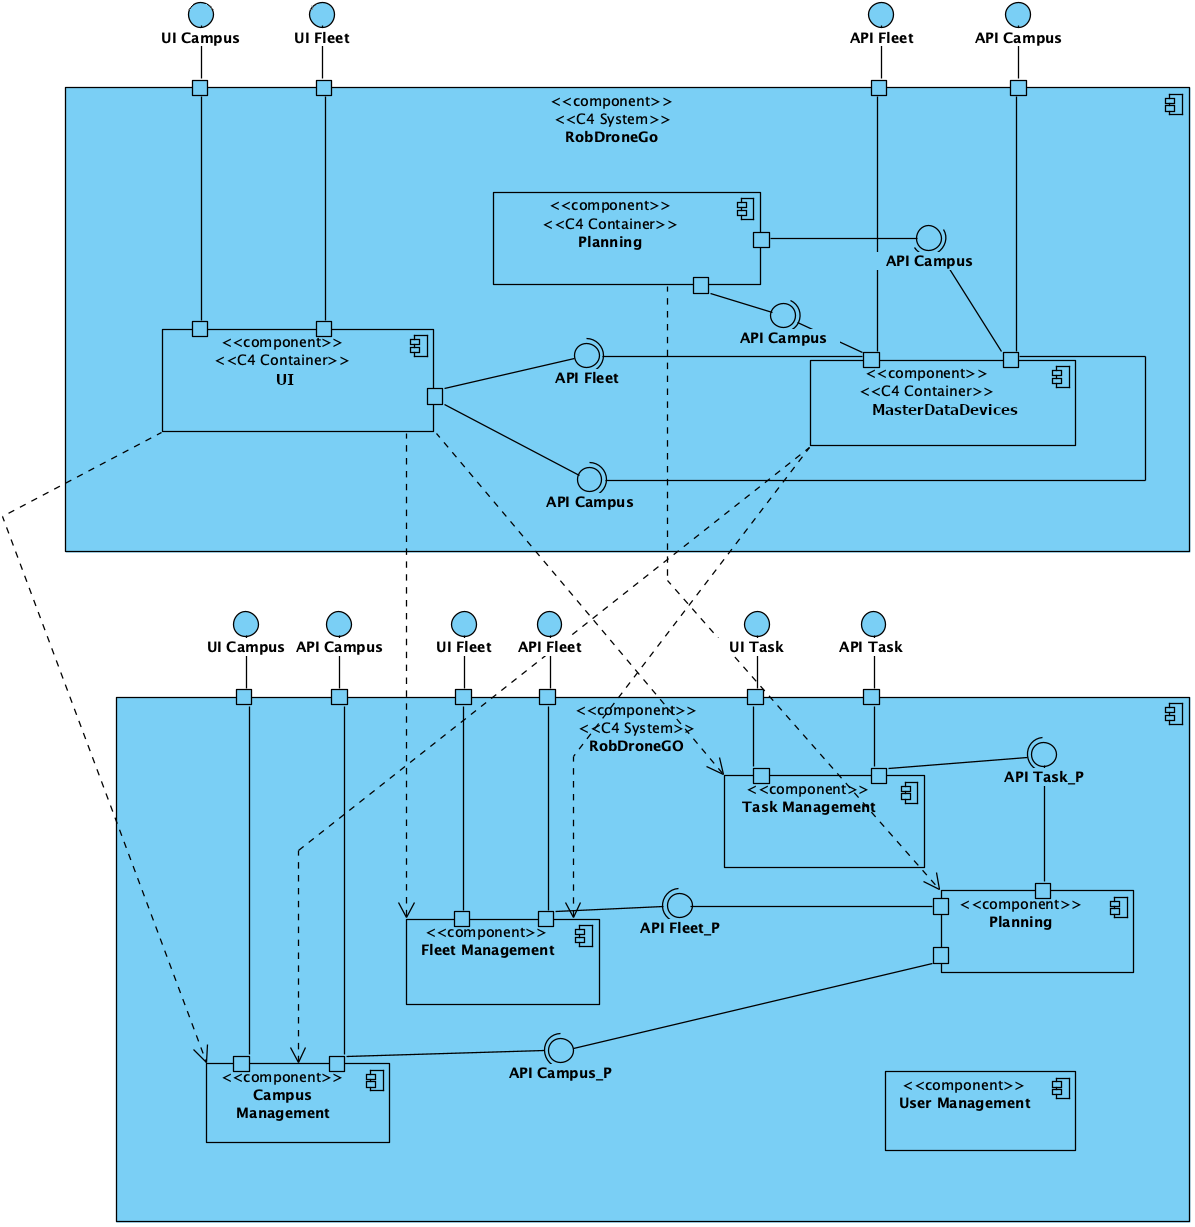 UI Campus
UI Fleet
API Fleet
API Campus
<<component>>
<<C4 System>>
RobDroneGo
<<component>>
<<C4 Container>>
Planning
API Campus
API Campus
<<component>>
<<C4 Container>>
UI
API Fleet
<<component>>
<<C4 Container>>
MasterDataDevices
API Campus
UI Campus
API Campus
UI Fleet
API Fleet
UI Task
API Task
<<component>>
<<C4 System>>
RobDroneGO
API Task_P
<<component>>
Task Management
<<component>>
Planning
API Fleet_P
<<component>>
Fleet Management
API Campus_P
<<component>>
Campus
Management
<<component>>
User Management